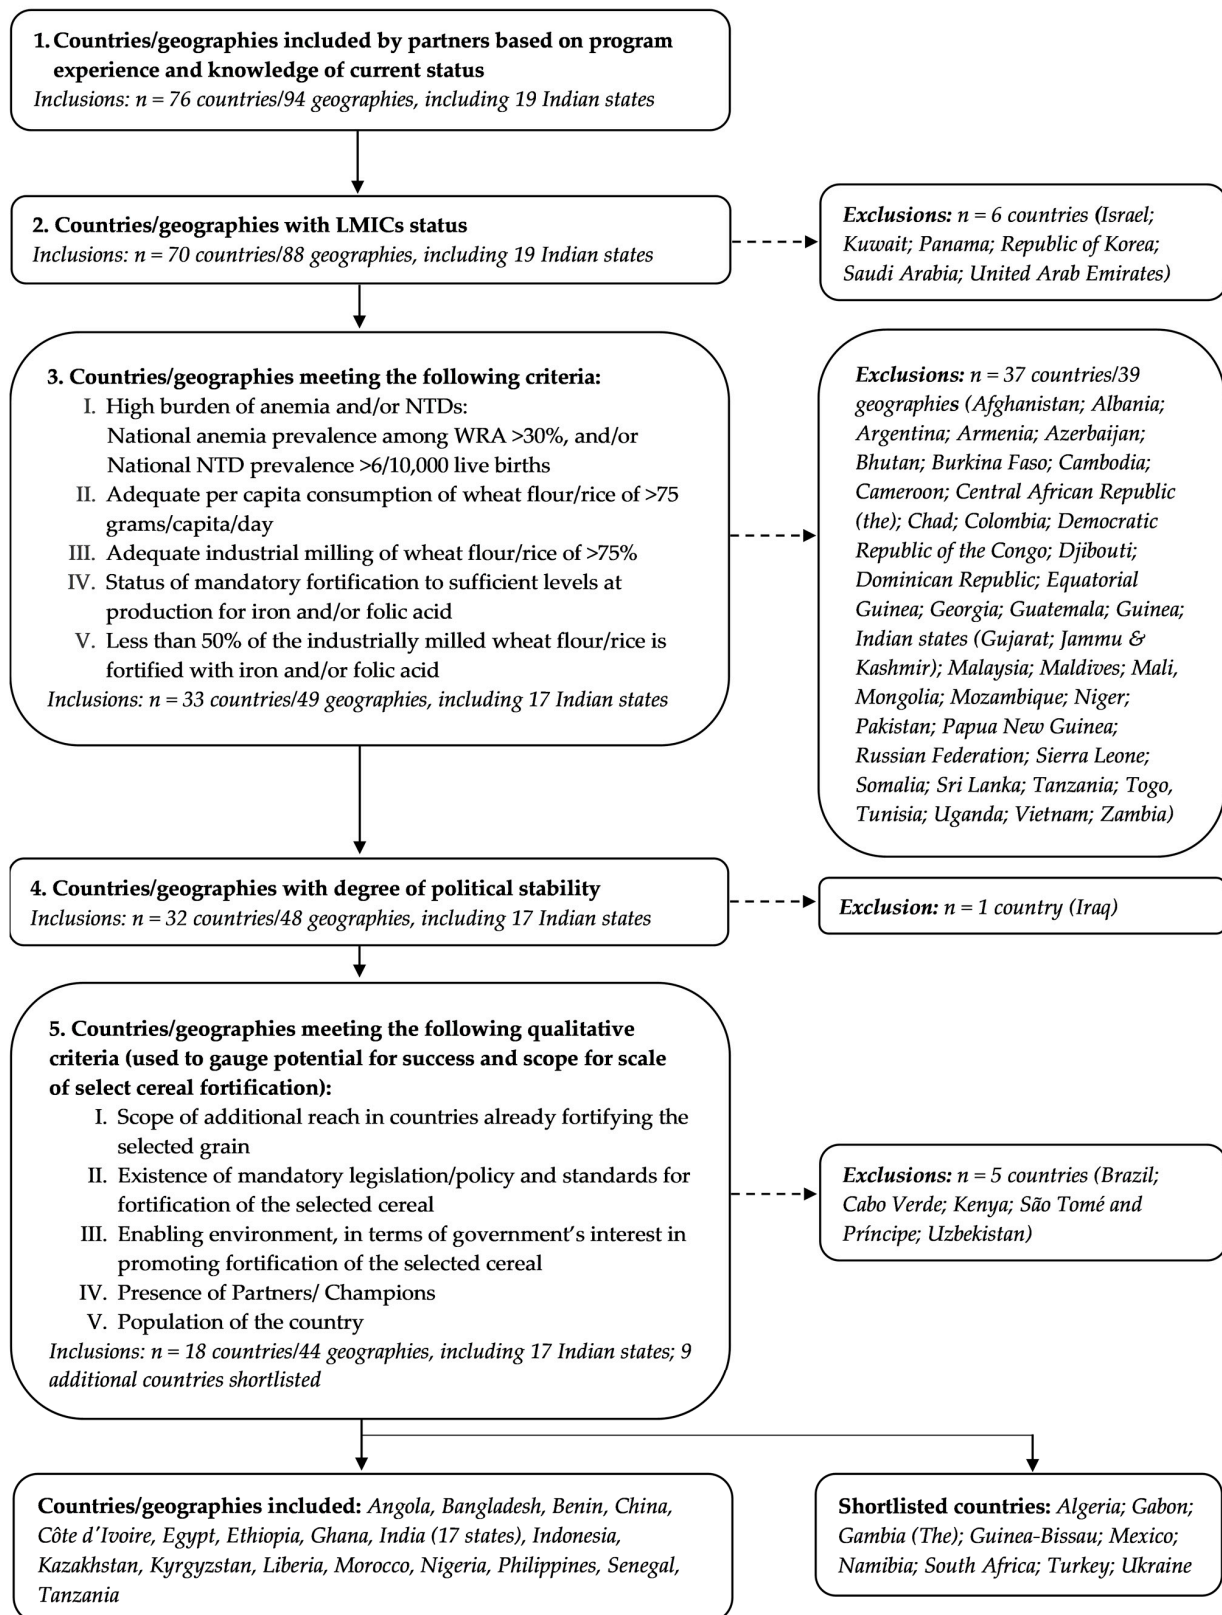 1. Countries/geographies included by partners based on program
experience and knowledge of current status
Inclusions: n = 76 countries/94 geographies, including 19 Indian states
2. Countries/geographies with LMICs status
Inclusions: n = 70 countries/88 geographies, including 19 Indian states
Exclusions: n = 6 countries (Israel;
Kuwait; Panama; Republic of Korea;
Saudi Arabia; United Arab Emirates)
3. Countries/geographies meeting the following criteria:
I. High burden of anemia and/or NTDs:
National anemia prevalence among WRA >30%, and/or
National NTD prevalence >6/10,000 live births
II. Adequate per capita consumption of wheat flour/rice of >75
grams/capita/day
III. Adequate industrial milling of wheat flour/rice of >75%
IV. Status of mandatory fortification to sufficient levels at
production for iron and/or folic acid
V. Less than 50% of the industrially milled wheat flour/rice is
fortified with iron and/or folic acid
Inclusions: n = 33 countries/49 geographies, including 17 Indian states
Exclusions: n = 37 countries/39
geographies (Afghanistan; Albania;
Argentina; Armenia; Azerbaijan;
Bhutan; Burkina Faso; Cambodia;
Cameroon; Central African Republic
(the); Chad; Colombia; Democratic
Republic of the Congo; Djibouti;
Dominican Republic; Equatorial
Guinea; Georgia; Guatemala; Guinea;
Indian states (Gujarat; Jammu &
Kashmir); Malaysia; Maldives; Mali,
Mongolia; Mozambique; Niger;
Pakistan; Papua New Guinea;
Russian Federation; Sierra Leone;
Somalia; Sri Lanka; Tanzania; Togo,
Tunisia; Uganda; Vietnam; Zambia)
4. Countries/geographies with degree of political stability
Inclusions: n = 32 countries/48 geographies, including 17 Indian states
Exclusion: n = 1 country (Iraq)
5. Countries/geographies meeting the following qualitative
criteria (used to gauge potential for success and scope for scale
of select cereal fortification):
I. Scope of additional reach in countries already fortifying the
selected grain
II. Existence of mandatory legislation/policy and standards for
fortification of the selected cereal
III. Enabling environment, in terms of government's interest in
promoting fortification of the selected cereal
IV. Presence of Partners/ Champions
V. Population of the country
Inclusions: n = 18 countries/44 geographies, including 17 Indian states; 9
additional countries shortlisted
Exclusions: n = 5 countries (Brazil;
Cabo Verde; Kenya; São Tomé and
Príncipe; Uzbekistan)
Countries/geographies included: Angola, Bangladesh, Benin, China,
Côte d'Ivoire, Egypt, Ethiopia, Ghana, India (17 states), Indonesia,
Kazakhstan, Kyrgyzstan, Liberia, Morocco, Nigeria, Philippines, Senegal,
Tanzania
Shortlisted countries: Algeria; Gabon;
Gambia (The); Guinea-Bissau; Mexico;
Namibia; South Africa; Turkey; Ukraine